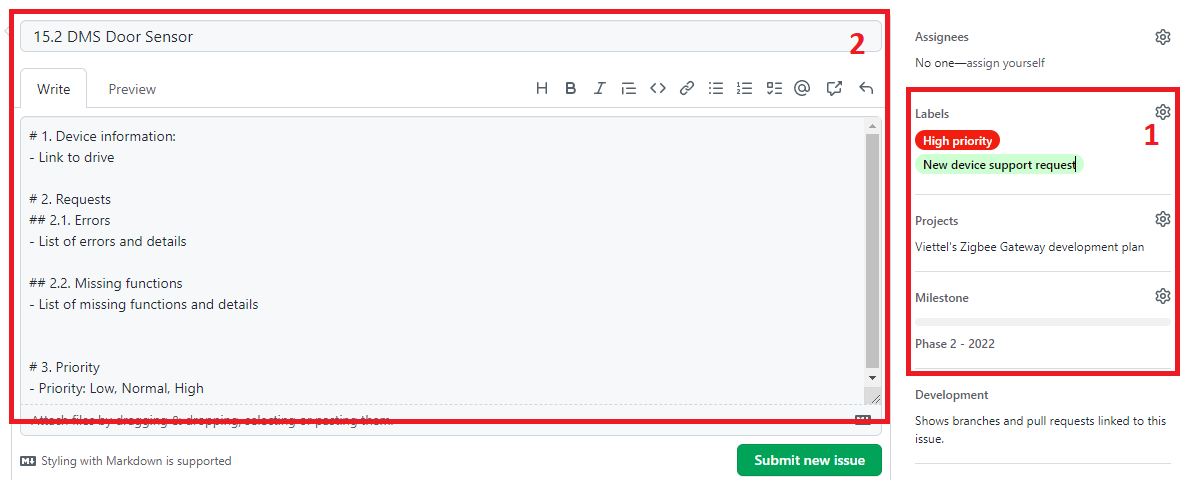 15.2 DMS Door Sensor
2
Write
Preview
# 1. Device information:
- Link to drive
# 2. Requests
## 2.1. Errors
- List of errors and details
## 2.2. Missing functions
- List of missing functions and details
# 3. Priority
- Priority: Low, Normal, High
Attach files by dragging & dropping, selecting or pasting them.
Styling with Markdown is supported
Submit new issue
Assignees
No one—assign yourself
Labels
1
High priority
New device support request
Projects
Viettel's Zigbee Gateway development plan
Milestone
Phase 2 - 2022
Development
Shows branches and pull requests linked to this
issue.